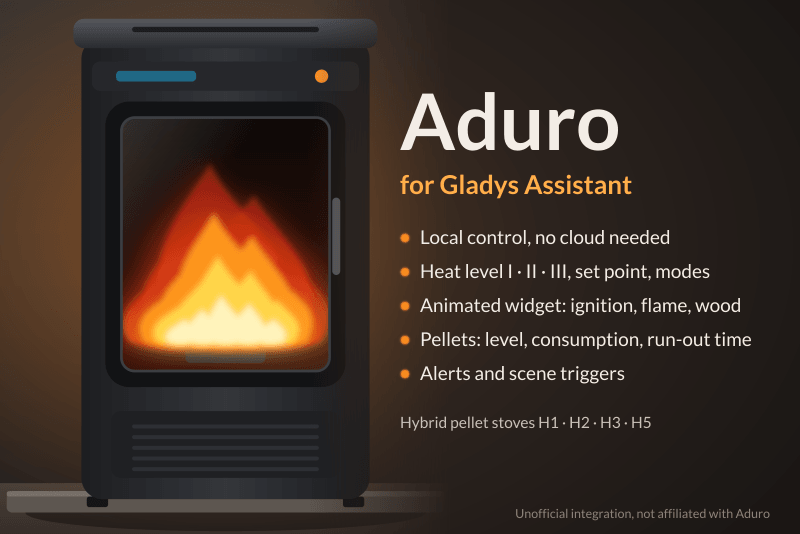 Aduro
for Gladys Assistant
Local control, no cloud needed
Heat level I · II · III, set point, modes
Animated widget: ignition, flame, wood
Pellets: level, consumption, run-out time
Alerts and scene triggers
Hybrid pellet stoves H1 · H2 · H3 · H5
Unofficial integration, not affiliated with Aduro